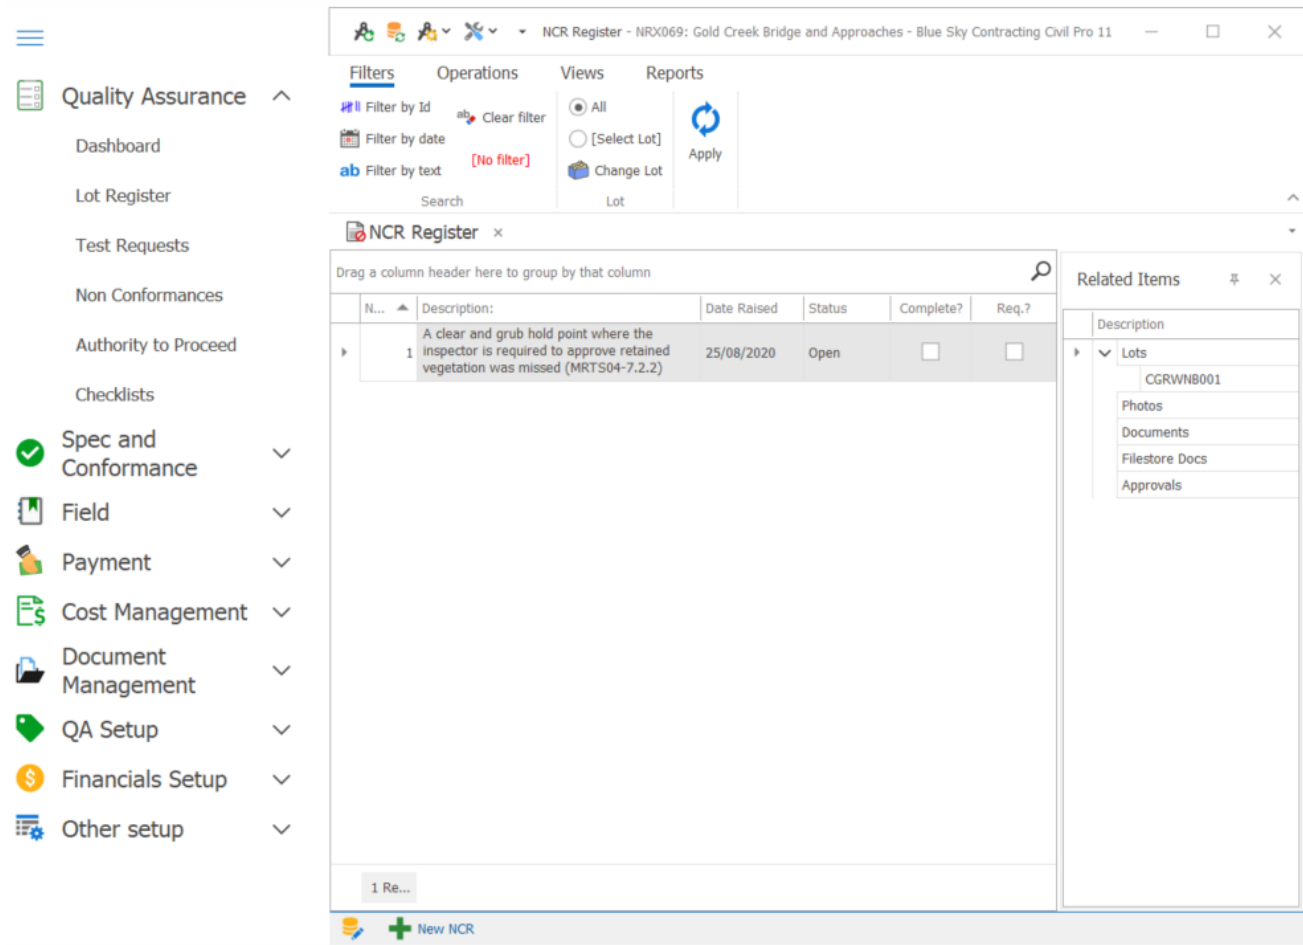 NCR Register - NRX069: Gold Creek Bridge and Approaches - Blue Sky Contracting Civil Pro 11
Quality Assurance
Dashboard
Lot Register
Test Requests
Non Conformances
Authority to Proceed
Checklists
Spec and
Conformance
Field
Payment
Cost Management
Document
Management
QA Setup
Financials Setup
Other setup
Filters Operations Views Reports
Filter by Id
Filter by date
ab Filter by text
ab Clear filter
[No filter]
Search
All
[Select Lot]
Change Lot
Lot
Apply
NCR Register
Drag a column header here to group by that column
N... Description: Date Raised Status Complete? Req.?
A clear and grub hold point where the
1 inspector is required to approve retained 25/08/2020 Open
vegetation was missed (MRTS04-7.2.2)
1 Re...
New NCR
Related Items
Description
Lots
CGRWNB001
Photos
Documents
Filestore Docs
Approvals